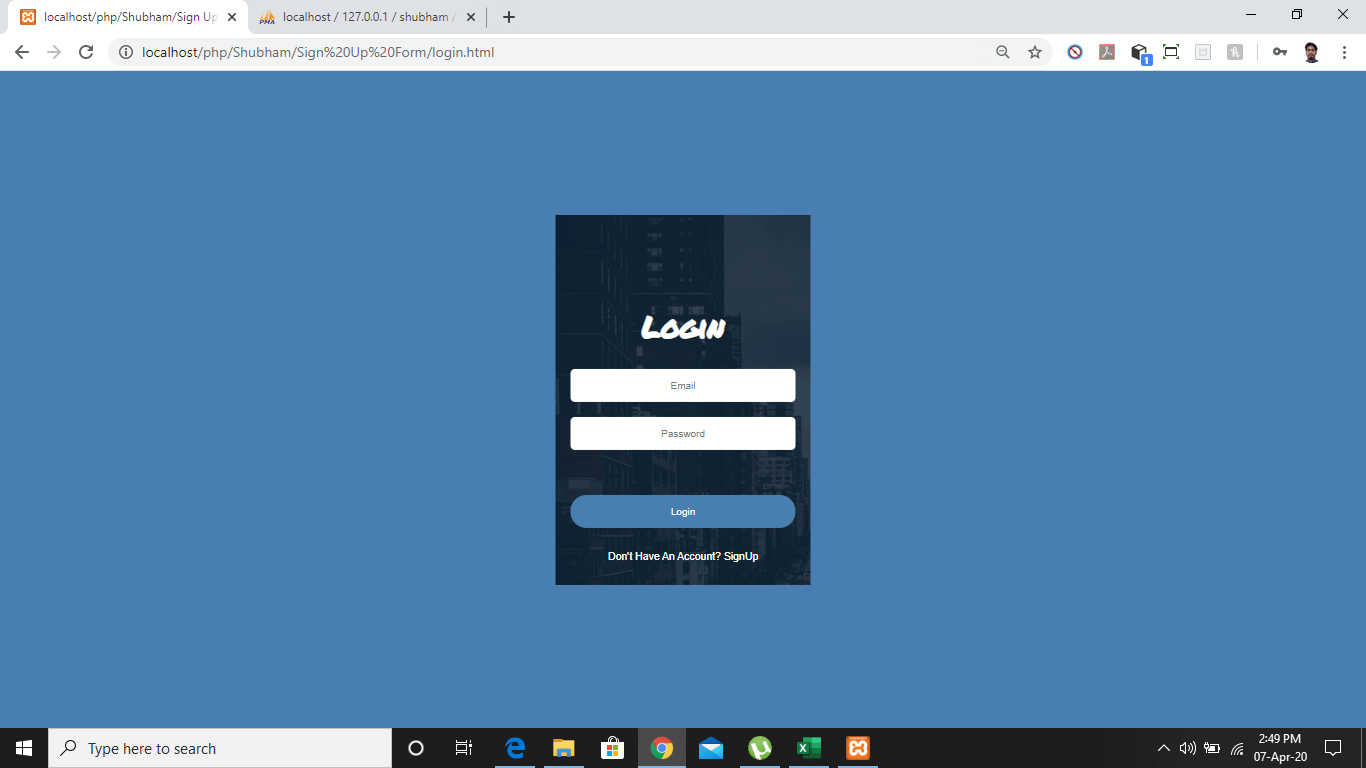 localhost/php/Shubham/Sign Up
localhost / 127.0.0.1 / shubham /
localhost/php/Shubham/Sign%20Up%20Form/login.html
1
Login
Email
Password
Login
Don't Have An Account? SignUp
Type here to search
2:49 PM
07-Apr-20